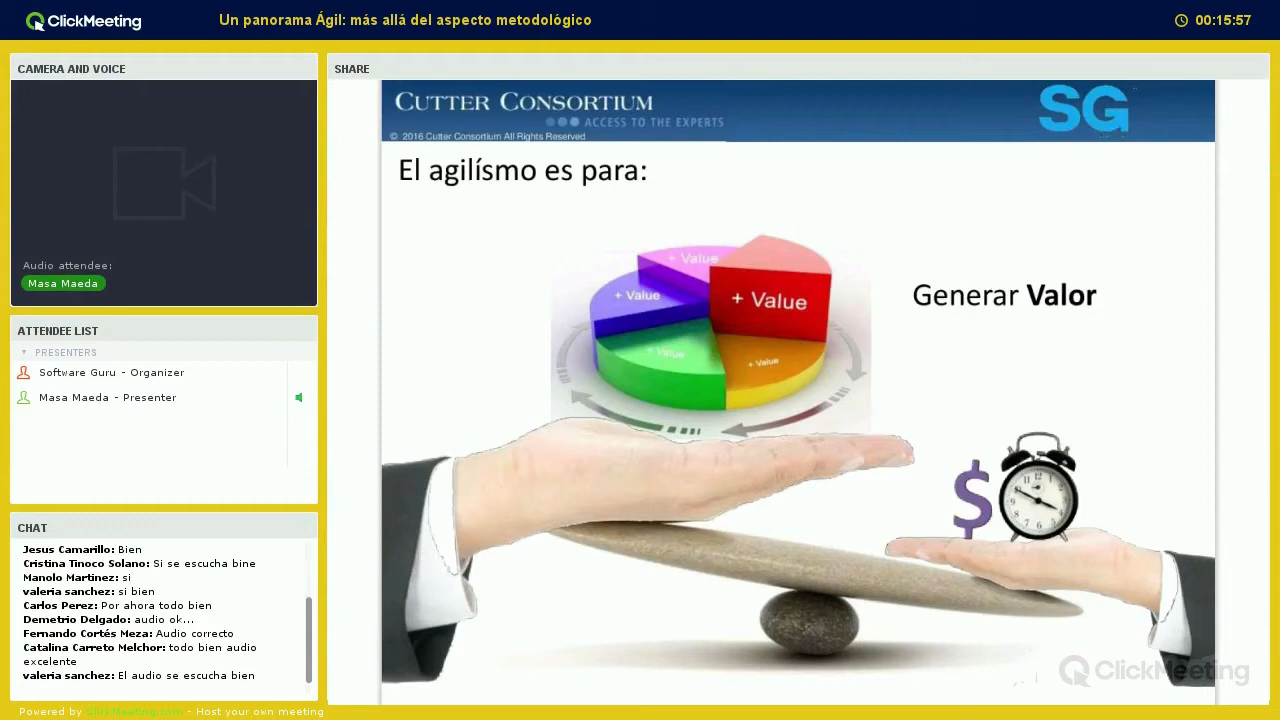 ClickMeeting
Un panorama Ágil: más allá del aspecto metodológico
00:15:57
CAMERA AND VOICE
Audio attendee:
Masa Maeda
ATTENDEE LIST
PRESENTERS
Software Guru - Organizer
Masa Maeda - Presenter
CHAT
Jesus Camarillo: Bien
Cristina Tinoco Solano: Si se escucha bine
Manolo Martinez: si
valeria sanchez: si bien
Carlos Perez: Por ahora todo bien
Demetrio Delgado: audio ok...
Fernando Cortés Meza: Audio correcto
Catalina Carreto Melchor: todo bien audio
excelente
valeria sanchez: El audio se escucha bien
Powered by ClickMeeting.com - Host your own meeting
SHARE
CUTTER CONSORTIUM
ACCESS TO THE EXPERTS
© 2016 Cutter Consortium All Rights Reserved
SG
El agilísmo es para:
+ Value
+ Value
+ Value
+ Value
+ Value
Generar Valor
$
ClickMeeting